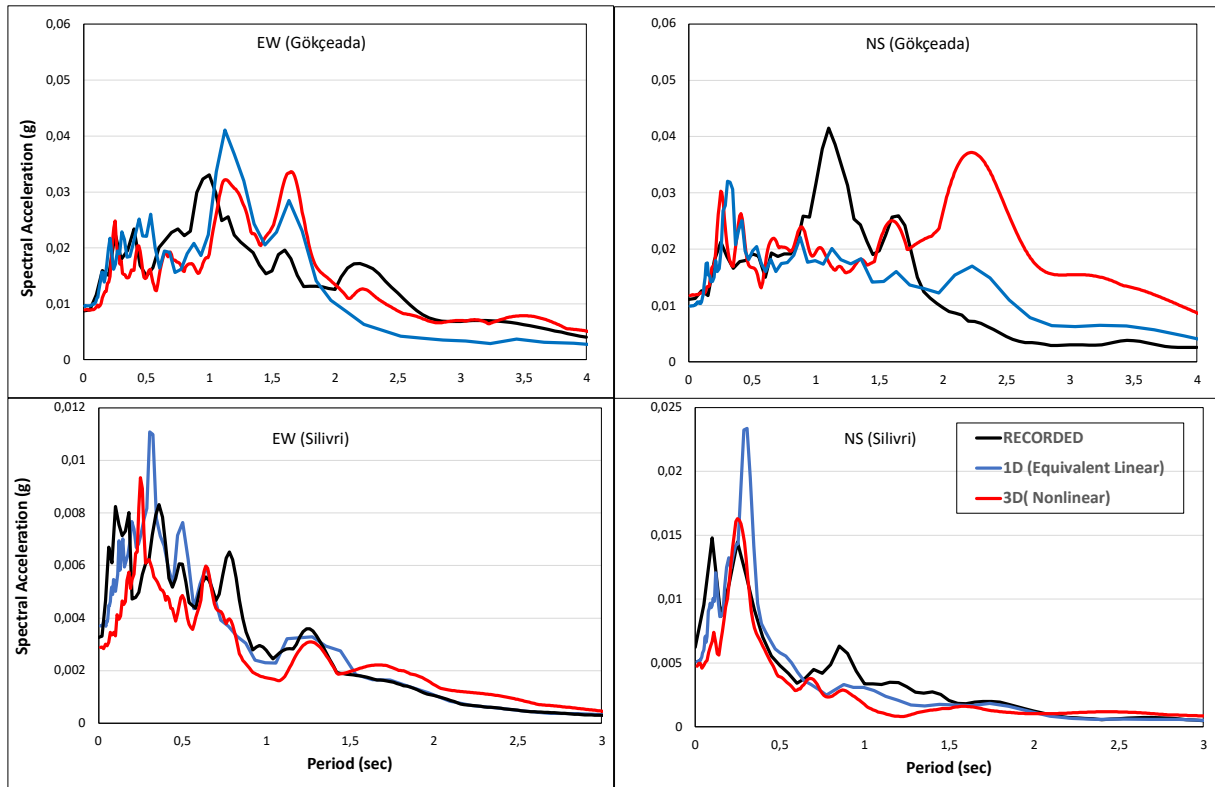 EW (Gökçeada)
Spectral Acceleration (g)
0,06
0,05
0,04
0,03
0,02
0,01
0
0 0,5 1 1,5 2 2,5 3 3,5 4
NS (Gökçeada)
0,06
0,05
0,04
0,03
0,02
0,01
0
0 0,5 1 1,5 2 2,5 3 3,5 4
EW (Silivri)
Spectral Acceleration (g)
0,012
0,01
0,008
0,006
0,004
0,002
0
0 0,5 1 1,5 2 2,5 3
Period (sec)
NS (Silivri)
0,025
0,02
0,015
0,01
0,005
0
0 0,5 1 1,5 2 2,5 3
Period (sec)
RECORDED
1D (Equivalent Linear)
3D( Nonlinear)